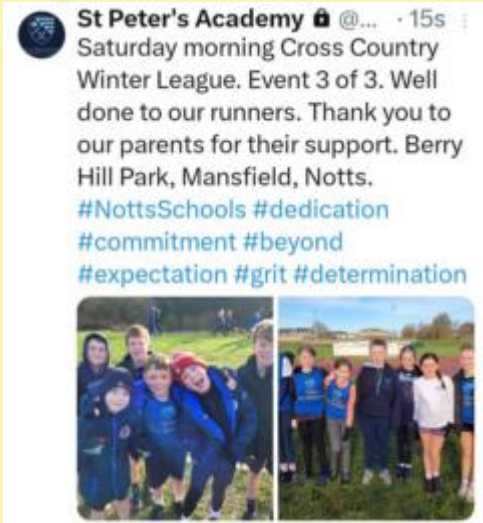 St Peter's Academy 🔒 @... · 15s
Saturday morning Cross Country
Winter League. Event 3 of 3. Well
done to our runners. Thank you to
our parents for their support. Berry
Hill Park, Mansfield, Notts.
#NottsSchools #dedication
#commitment #beyond
#expectation #grit #determination